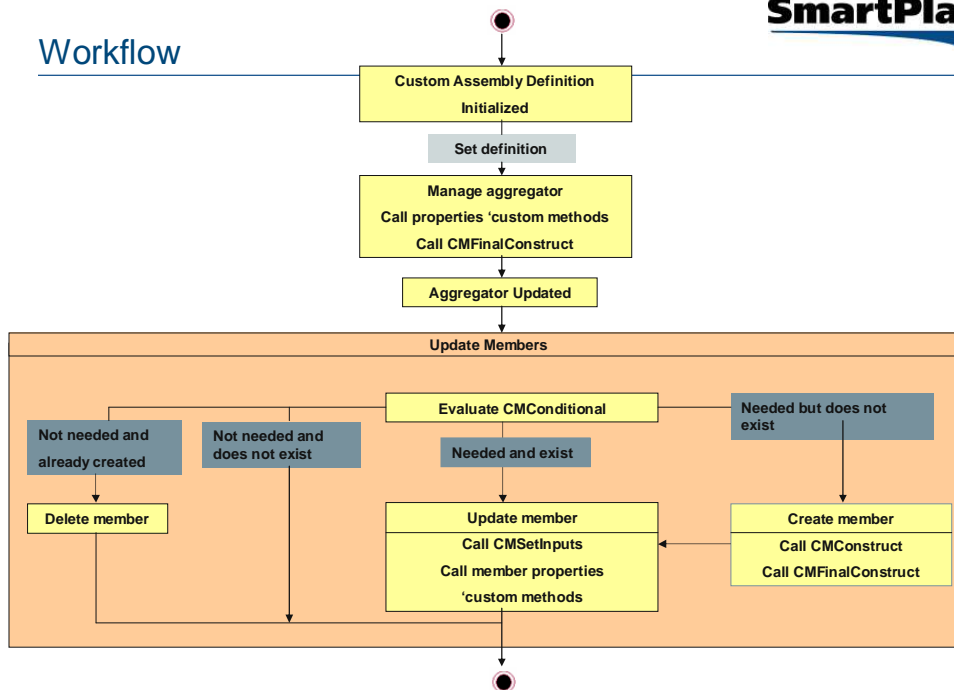 SmartPla
Workflow
Custom Assembly Definition
Initialized
Set definition
Manage aggregator
Call properties ‘custom methods
Call CMFinalConstruct
Aggregator Updated
Update Members
Evaluate CMConditional
Needed but does not
exist
Not needed and
already created
Not needed and
does not exist
Needed and exist
Delete member
Update member
Call CMSetInputs
Call member properties
‘custom methods
Create member
Call CMConstruct
Call CMFinalConstruct